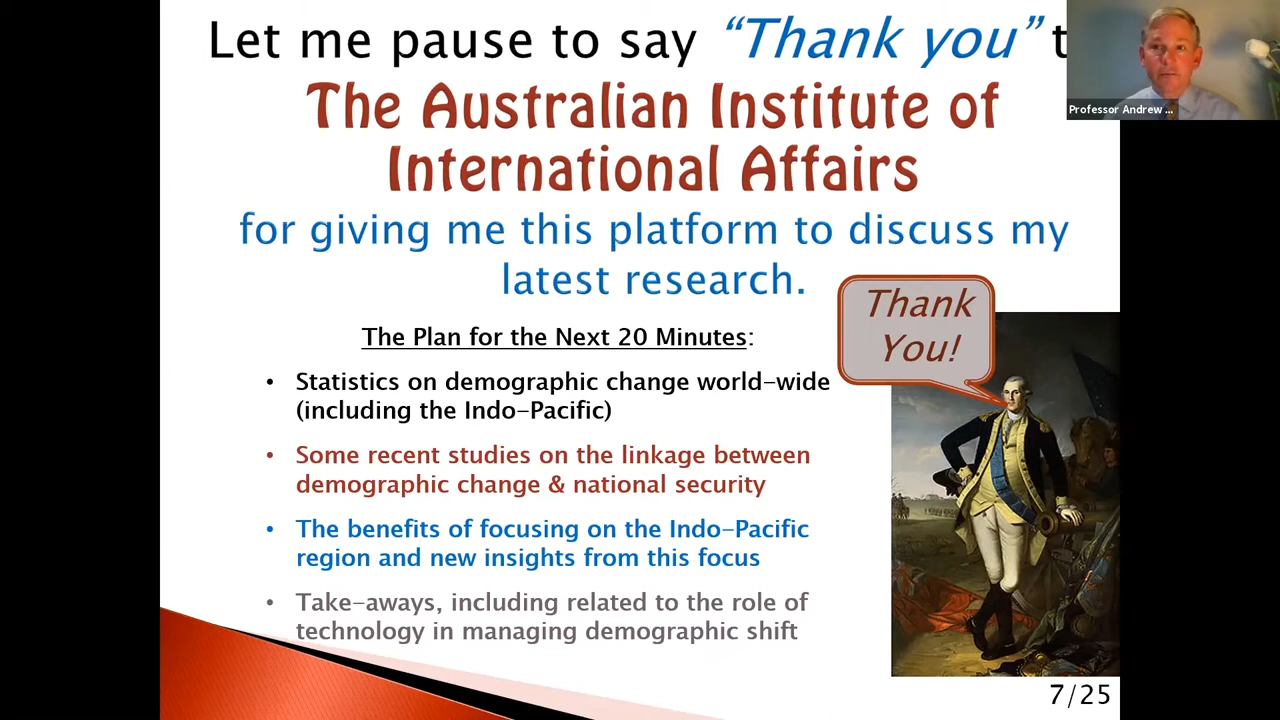 Let me pause to say “Thank you” t
The Australian Institute of
International Affairs
for giving me this platform to discuss my
latest research.
Thank
You!
The Plan for the Next 20 Minutes:
• Statistics on demographic change world-wide
(including the Indo-Pacific)
• Some recent studies on the linkage between
demographic change & national security
• The benefits of focusing on the Indo-Pacific
region and new insights from this focus
• Take-aways, including related to the role of
technology in managing demographic shift
7/25
Professor Andrew ...